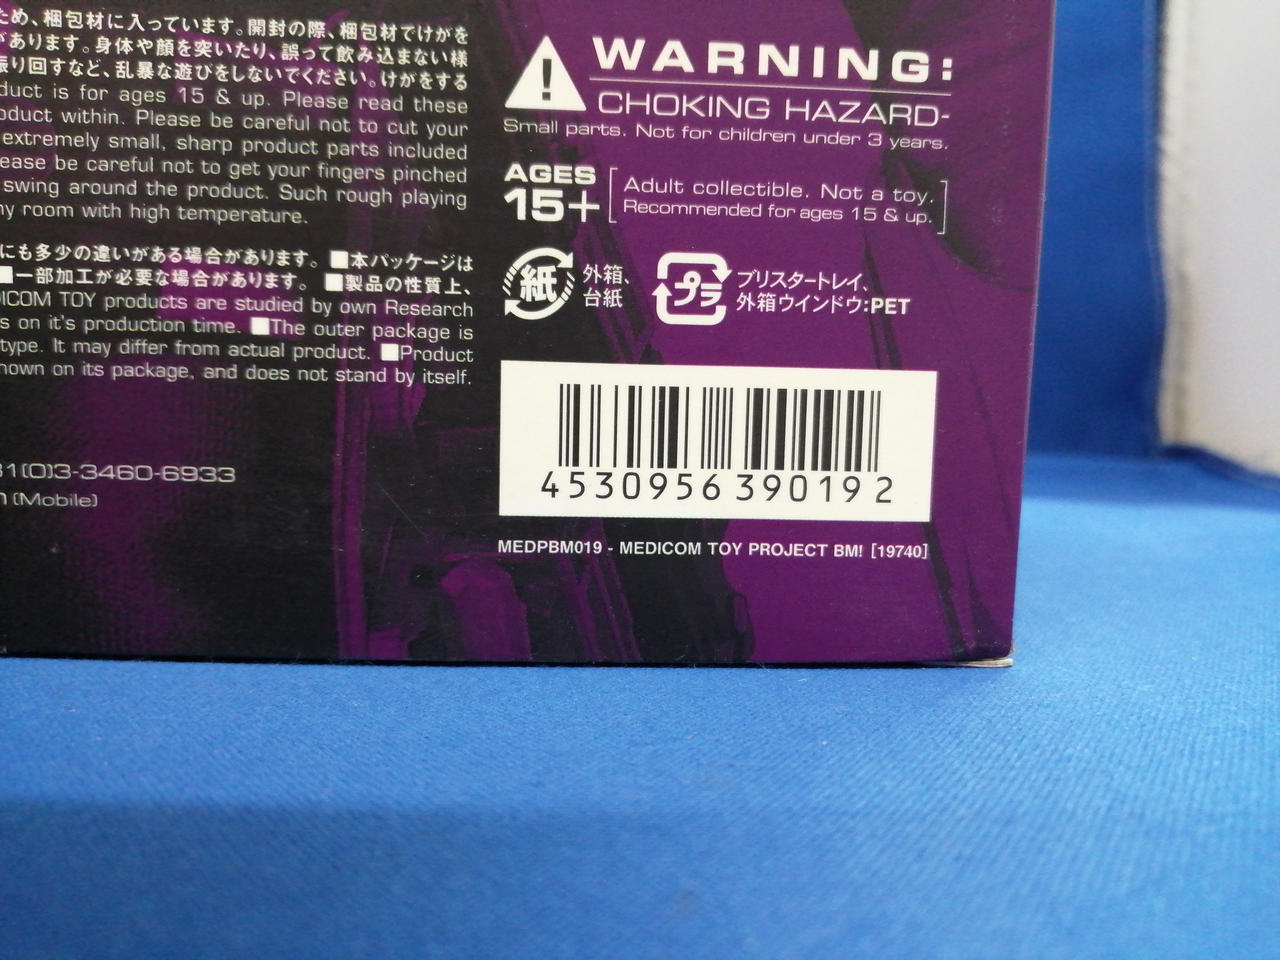 ため、梱包材に入っています。開封の際、梱包材でけがを
があります。身体や顔を突いたり、誤って飲み込まない様
振り回すなど、乱暴な遊びをしないでください。けがをする
duct is for ages 15 & up. Please read these
oduct within. Please be careful not to cut your
extremely small, sharp product parts included
ease be careful not to get your fingers pinched
swing around the product. Such rough playing
ny room with high temperature.
にも多少の違いがある場合があります。 ■本パッケージは
■一部加工が必要な場合があります。 ■製品の性質上、
DICOM TOY products are studied by own Research
s on it's production time. ■The outer package is
type. It may differ from actual product. ■Product
hown on its package, and does not stand by itself.
81(0)3-3460-6933
n (Mobile)
WARNING:
CHOKING HAZARD-
Small parts. Not for children under 3 years.
AGES
15+
Adult collectible. Not a toy.
Recommended for ages 15 & up.
紙 外箱、
台紙
プラ ブリスタートレイ、
外箱ウインドウ:PET
4530956390192
MEDPBM019 - MEDICOM TOY PROJECT BM! [19740]